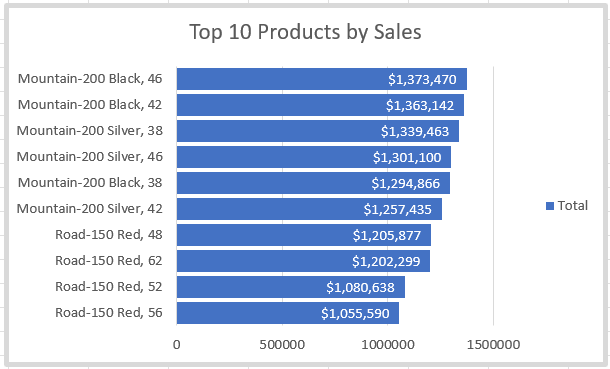 Top 10 Products by Sales
Mountain-200 Black, 46 $1,373,470
Mountain-200 Black, 42 $1,363,142
Mountain-200 Silver, 38 $1,339,463
Mountain-200 Silver, 46 $1,301,100
Mountain-200 Black, 38 $1,294,866
Mountain-200 Silver, 42 $1,257,435
Total
Road-150 Red, 48 $1,205,877
Road-150 Red, 62 $1,202,299
Road-150 Red, 52 $1,080,638
Road-150 Red, 56 $1,055,590
0 500000 1000000 1500000